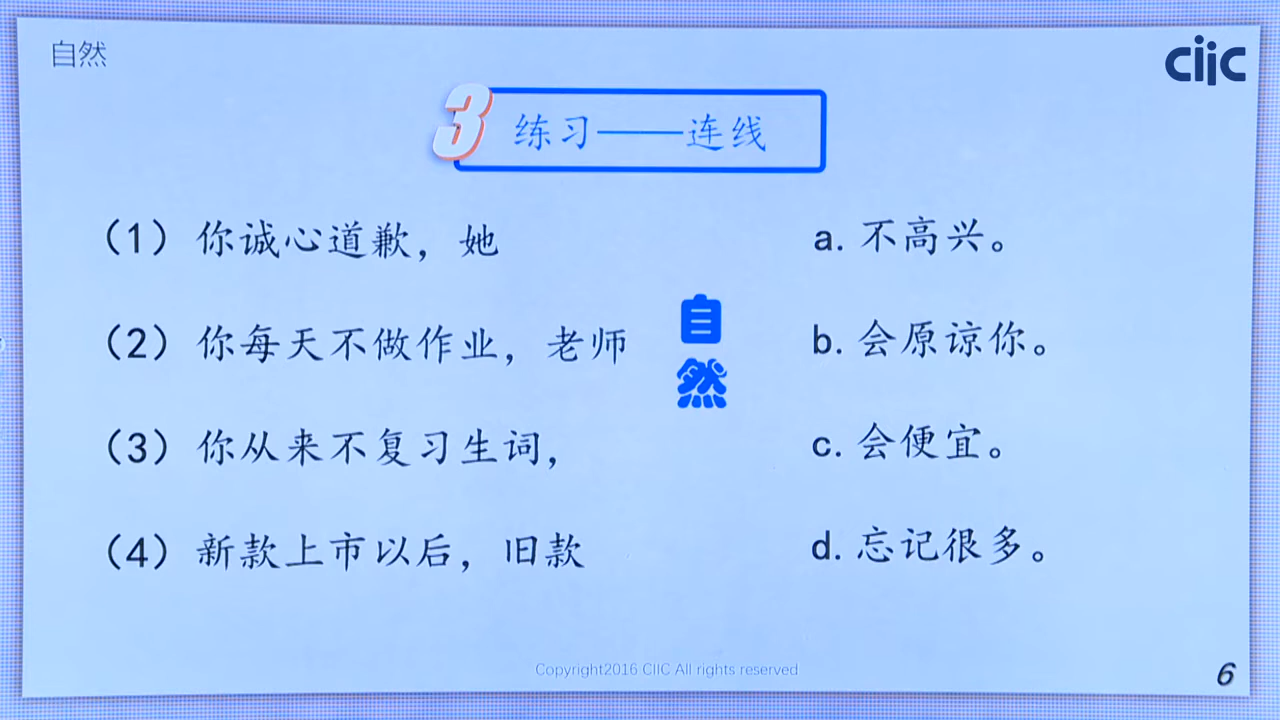 自然
ciic
3 练习——连线
（1）你诚心道歉，她
a. 不高兴。
（2）你每天不做作业，老师
自然
b. 会原谅你。
（3）你从来不复习生词，
c. 会便宜。
（4）新款上市以后，旧款
d. 忘记很多。
Copyright2016 CIIC All rights reserved
6